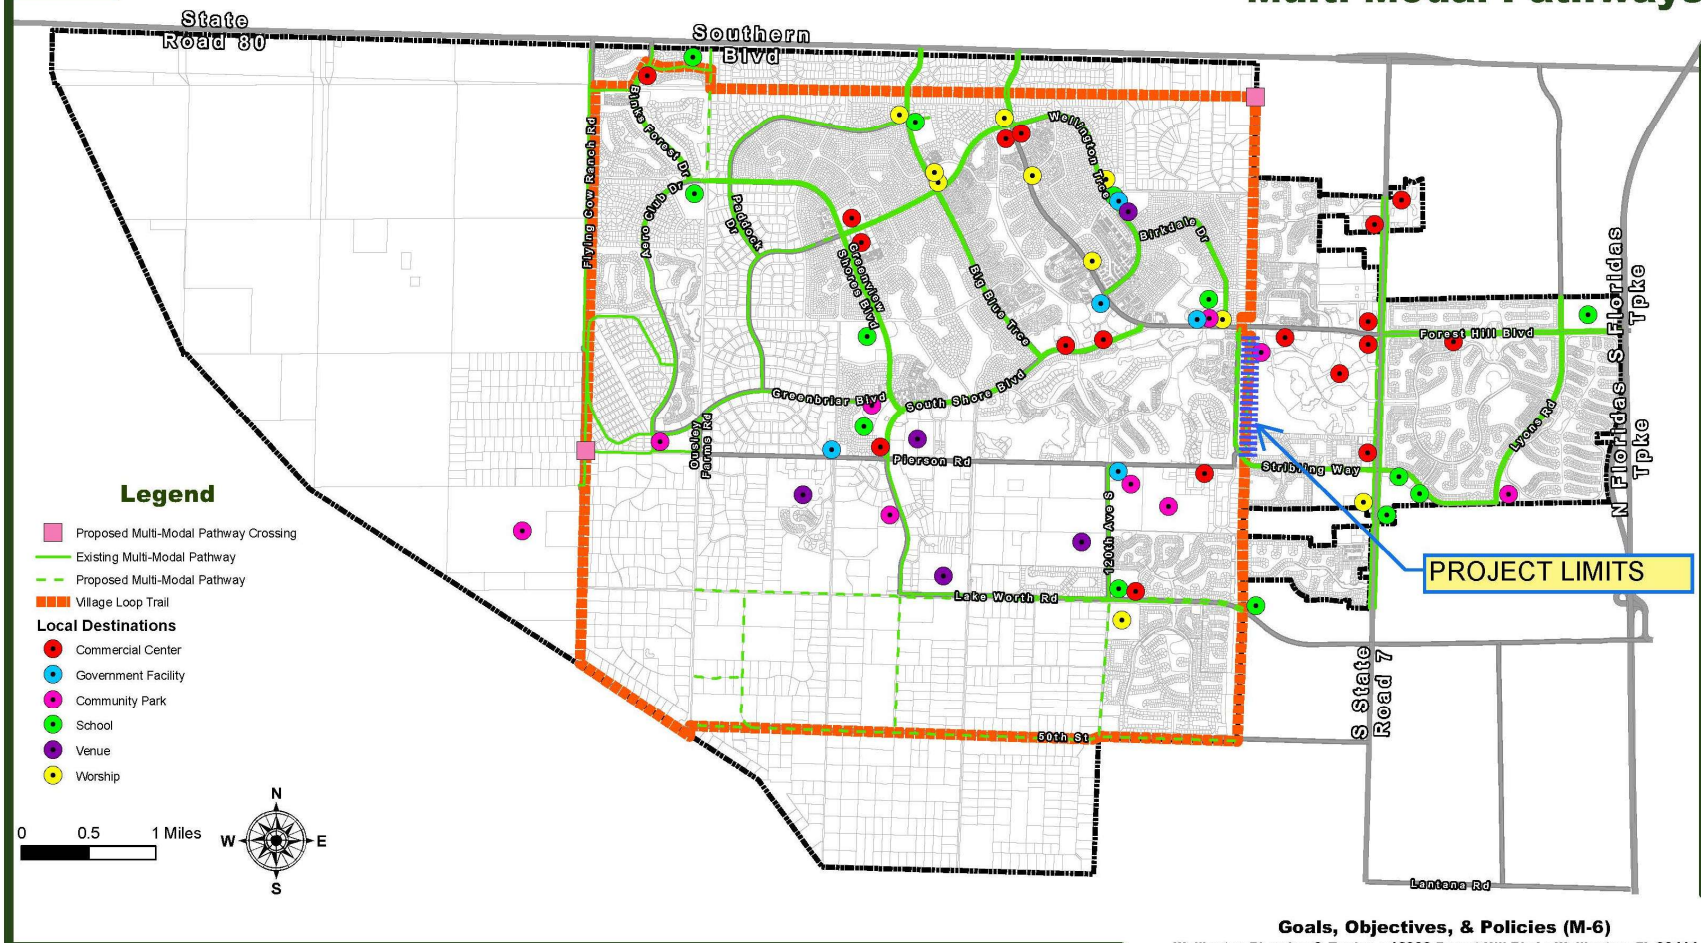 Multi-Modal Pathways
State
Road 80
Southern
Blvd
Binks Forest Dr
Wellington Trce
Flying Cow Ranch Rd
Aero Club Dr
Paddock
Dr
Birkdale Dr
Greenview
Shores Blvd
Big Blue Trce
Forest Hill Blvd
S Floridas
Tpke
N Floridas
Tpke
Greenbriar Blvd
South Shore Blvd
Lyons Rd
Ousley
Farms Rd
Pierson Rd
Stribling Way
120th Ave S
Lake Worth Rd
PROJECT LIMITS
S State
Road 7
50th St
Lantana Rd
Legend
Proposed Multi-Modal Pathway Crossing
Existing Multi-Modal Pathway
Proposed Multi-Modal Pathway
Village Loop Trail
Local Destinations
Commercial Center
Government Facility
Community Park
School
Venue
Worship
N
W E
S
0 0.5 1 Miles
Goals, Objectives, & Policies (M-6)